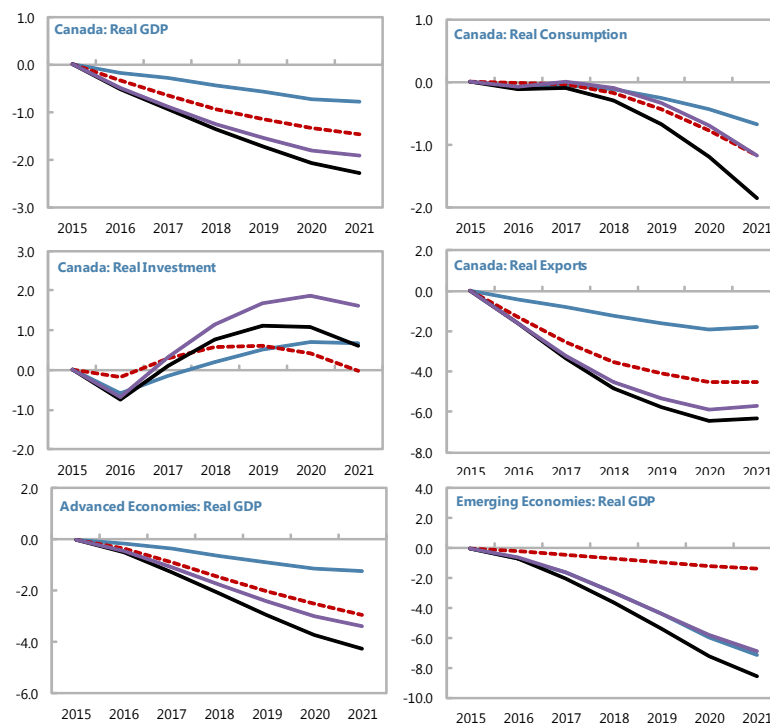 Canada: Real GDP
1.0
0.0
-1.0
-2.0
-3.0
2015 2016 2017 2018 2019 2020 2021
Canada: Real Consumption
1.0
0.0
-1.0
-2.0
2015 2016 2017 2018 2019 2020 2021
Canada: Real Investment
3.0
2.0
1.0
0.0
-1.0
-2.0
2015 2016 2017 2018 2019 2020 2021
Canada: Real Exports
2.0
0.0
-2.0
-4.0
-6.0
-8.0
2015 2016 2017 2018 2019 2020 2021
Advanced Economies: Real GDP
2.0
0.0
-2.0
-4.0
-6.0
2015 2016 2017 2018 2019 2020 2021
Emerging Economies: Real GDP
4.0
2.0
0.0
-2.0
-4.0
-6.0
-8.0
-10.0
2015 2016 2017 2018 2019 2020 2021